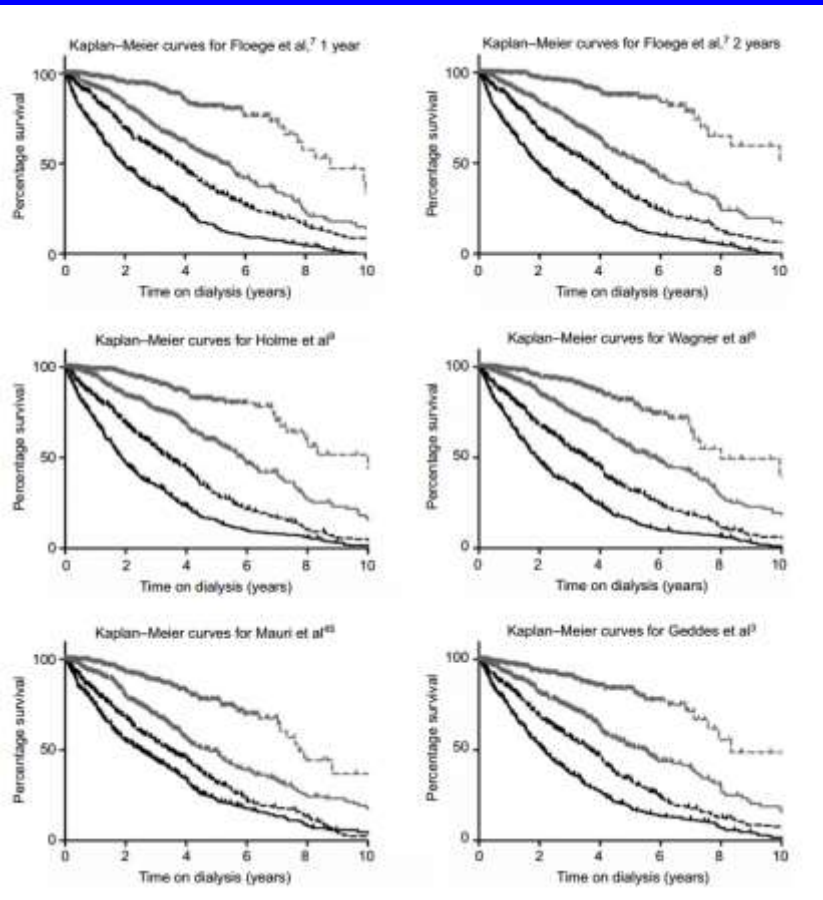 Kaplan–Meier curves for Floege et al,7 1 year
Percentage survival
100
50
0
0 2 4 6 8 10
Time on dialysis (years)
Kaplan–Meier curves for Floege et al,7 2 years
Percentage survival
100
50
0
0 2 4 6 8 10
Time on dialysis (years)
Kaplan–Meier curves for Holme et al
Percentage survival
100
50
0
0 2 4 6 8 10
Time on dialysis (years)
Kaplan–Meier curves for Wagner et al
Percentage survival
100
50
0
0 2 4 6 8 10
Time on dialysis (years)
Kaplan–Meier curves for Mauri et al
Percentage survival
100
50
0
0 2 4 6 8 10
Time on dialysis (years)
Kaplan–Meier curves for Geddes et al3
Percentage survival
100
50
0
0 2 4 6 8 10
Time on dialysis (years)